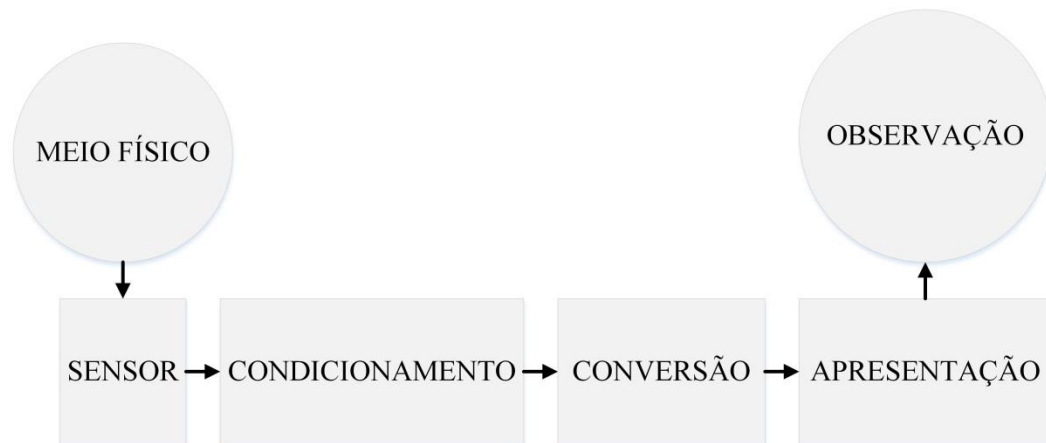 MEIO FÍSICO
OBSERVAÇÃO
SENSOR
CONDICIONAMENTO
CONVERSÃO
APRESENTAÇÃO